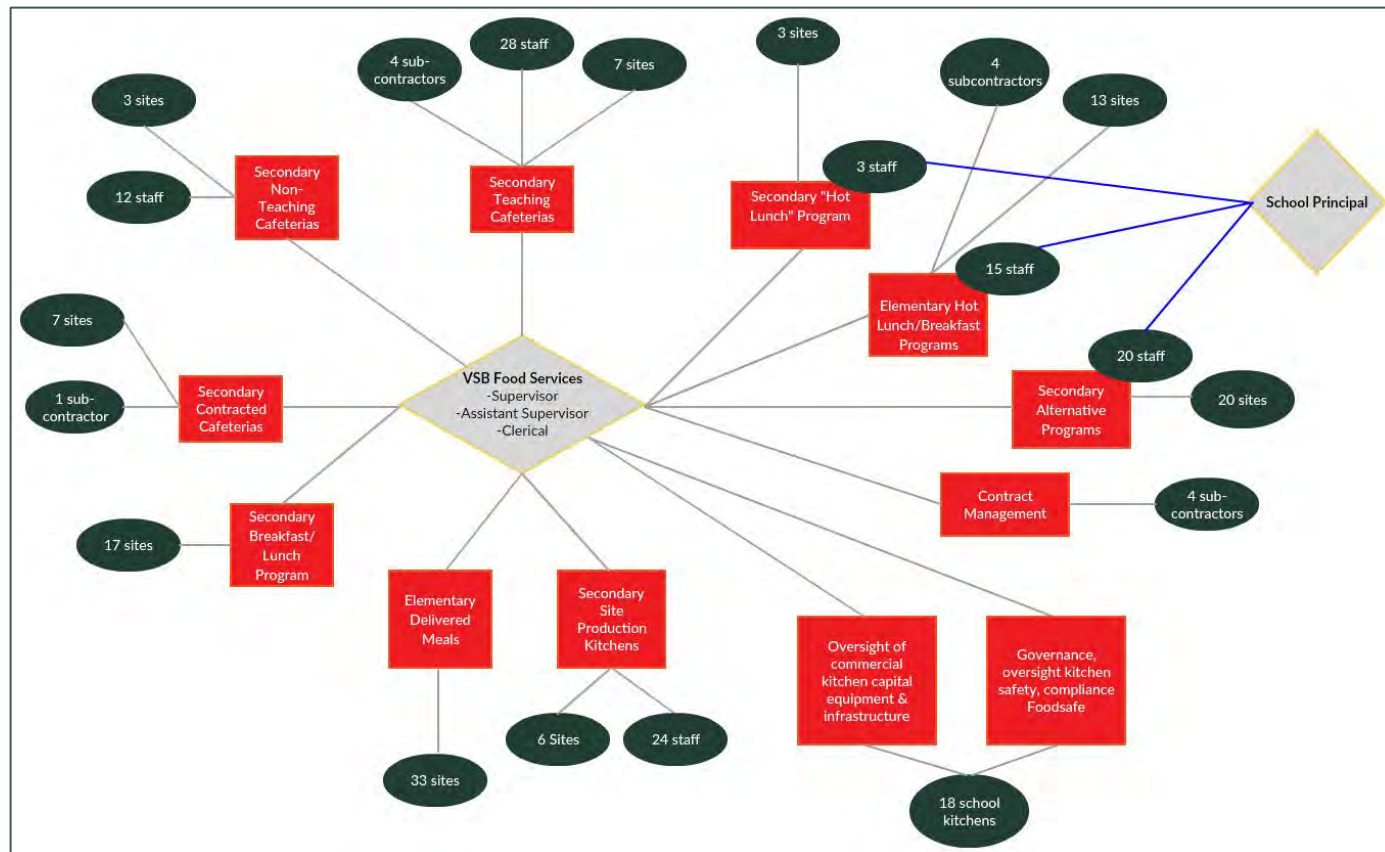 3 sites
12 staff
Secondary
Non-
Teaching
Cafeterias
4 sub-
contractors
28 staff
7 sites
Secondary
Teaching
Cafeterias
3 sites
3 staff
Secondary "Hot
Lunch" Program
4
subcontractors
13 sites
15 staff
Elementary Hot
Lunch/Breakfast
Programs
School Principal
7 sites
1 sub-
contractor
Secondary
Contracted
Cafeterias
VSB Food Services
-Supervisor
-Assistant Supervisor
-Clerical
20 staff
Secondary
Alternative
Programs
20 sites
Contract
Management
4 sub-
contractors
17 sites
Secondary
Breakfast/
Lunch
Program
Elementary
Delivered
Meals
33 sites
Secondary
Site
Production
Kitchens
6 Sites
24 staff
Oversight of
commercial
kitchen capital
equipment &
infrastructure
Governance,
oversight kitchen
safety, compliance
Foodsafe
18 school
kitchens